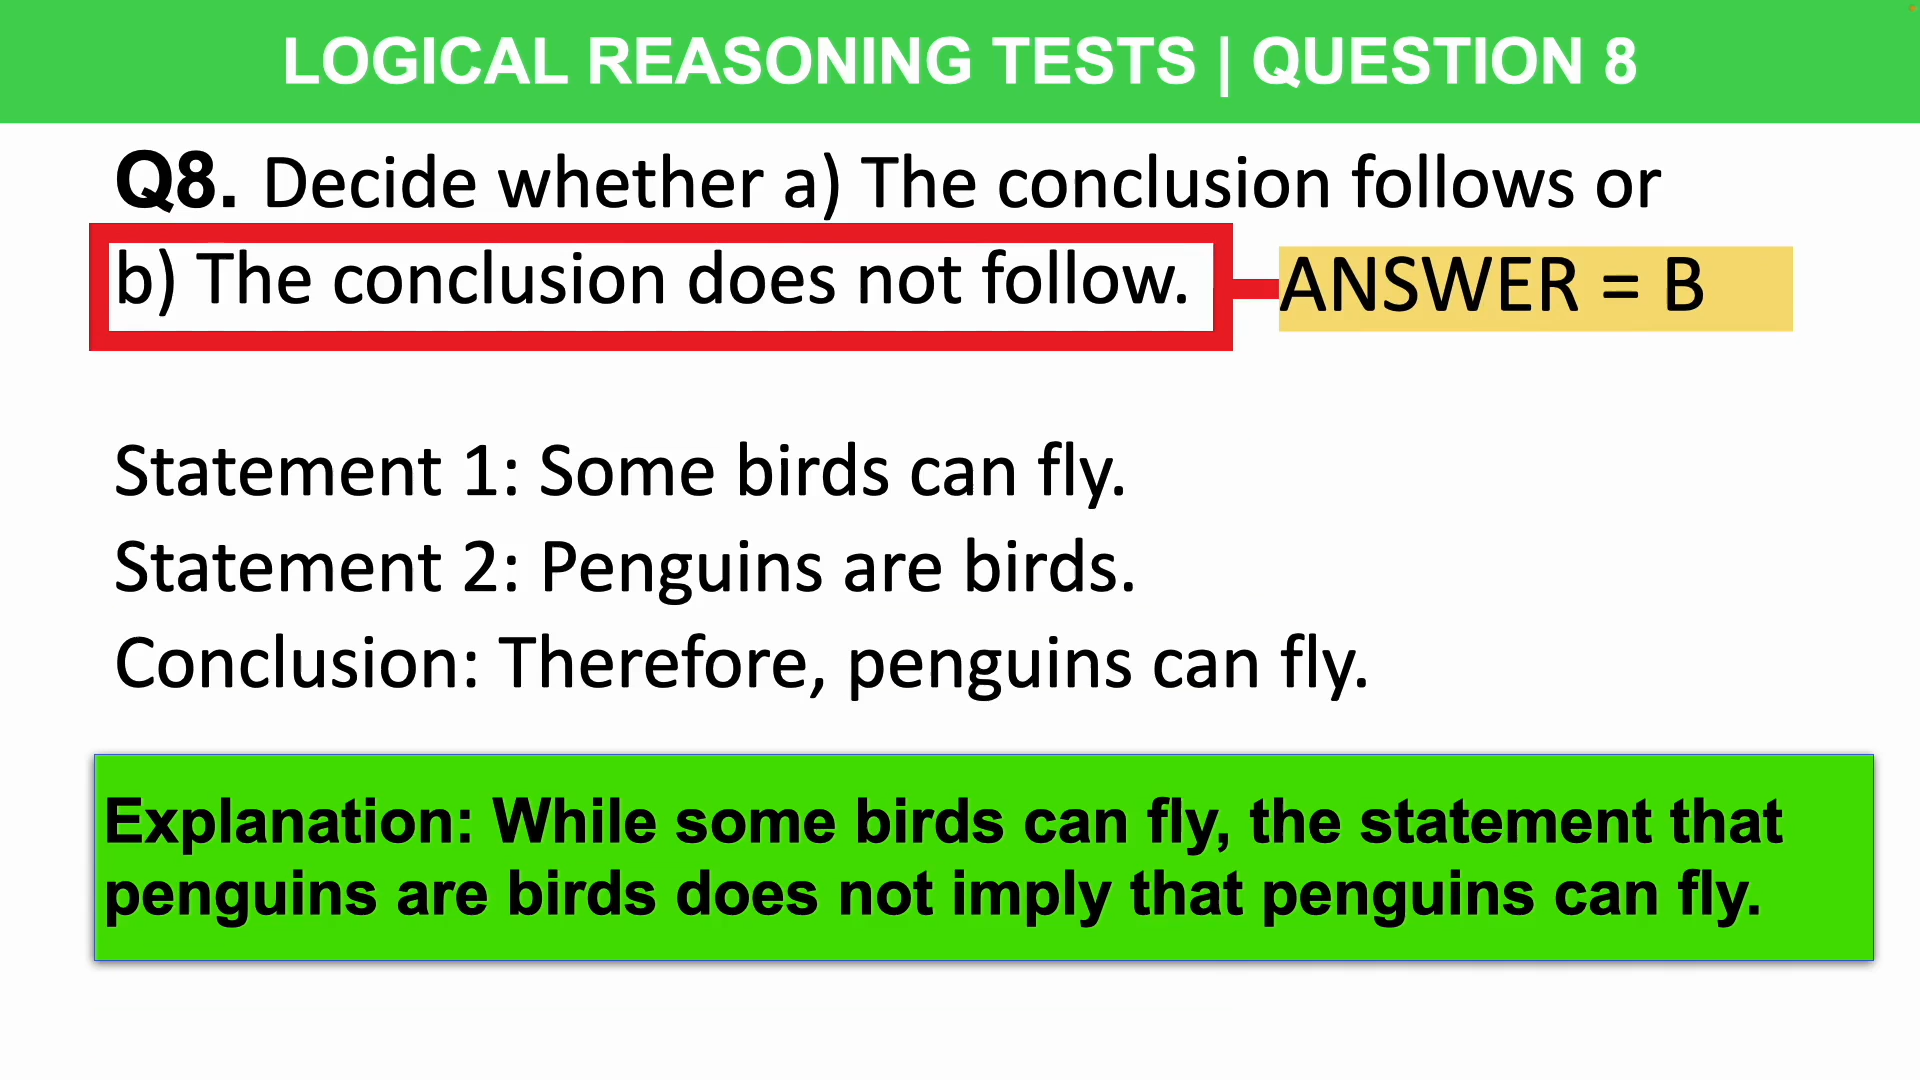 LOGICAL REASONING TESTS | QUESTION 8
Q8. Decide whether a) The conclusion follows or
b) The conclusion does not follow.
ANSWER = B
Statement 1: Some birds can fly.
Statement 2: Penguins are birds.
Conclusion: Therefore, penguins can fly.
Explanation: While some birds can fly, the statement that
penguins are birds does not imply that penguins can fly.